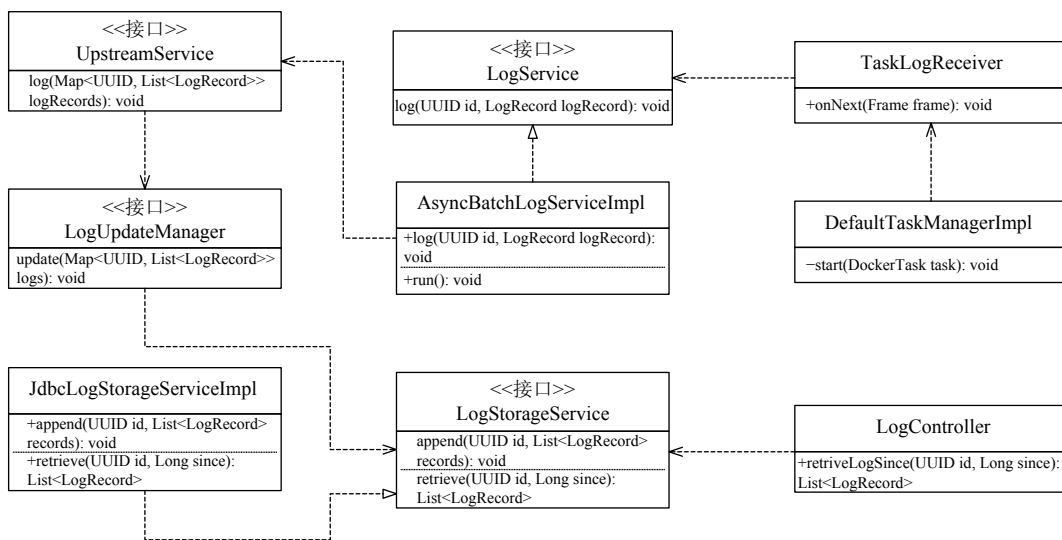 <<接口>>
UpstreamService
log(Map<UUID, List<LogRecord>>
logRecords): void
<<接口>>
LogService
log(UUID id, LogRecord logRecord): void
TaskLogReceiver
+onNext(Frame frame): void
<<接口>>
LogUpdateManager
update(Map<UUID, List<LogRecord>>
logs): void
AsyncBatchLogServiceImpl
+log(UUID id, LogRecord logRecord):
void
+run(): void
DefaultTaskManagerImpl
−start(DockerTask task): void
JdbcLogStorageServiceImpl
+append(UUID id, List<LogRecord>
records): void
+retrieve(UUID id, Long since):
List<LogRecord>
<<接口>>
LogStorageService
append(UUID id, List<LogRecord>
records): void
retrieve(UUID id, Long since):
List<LogRecord>
LogController
+retriveLogSince(UUID id, Long since):
List<LogRecord>